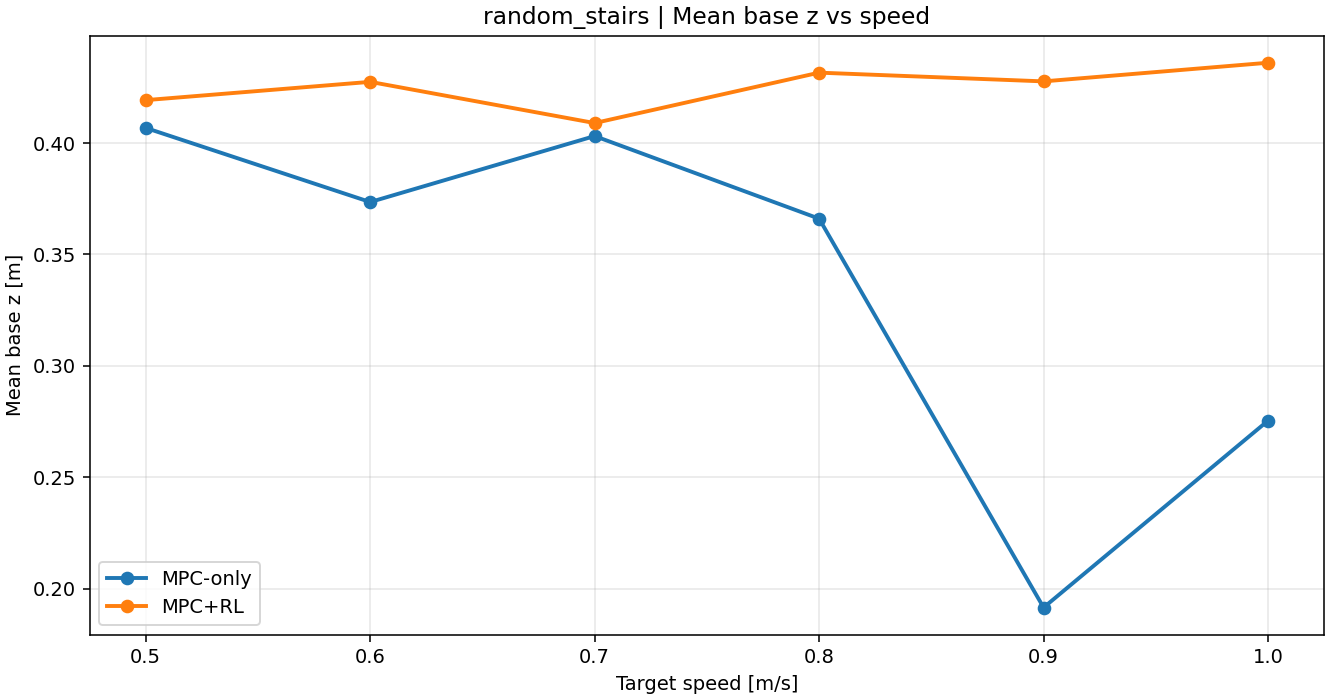 random_stairs | Mean base z vs speed
Mean base z [m]
0.40
0.35
0.30
0.25
0.20
MPC-only
MPC+RL
0.5 0.6 0.7 0.8 0.9 1.0
Target speed [m/s]